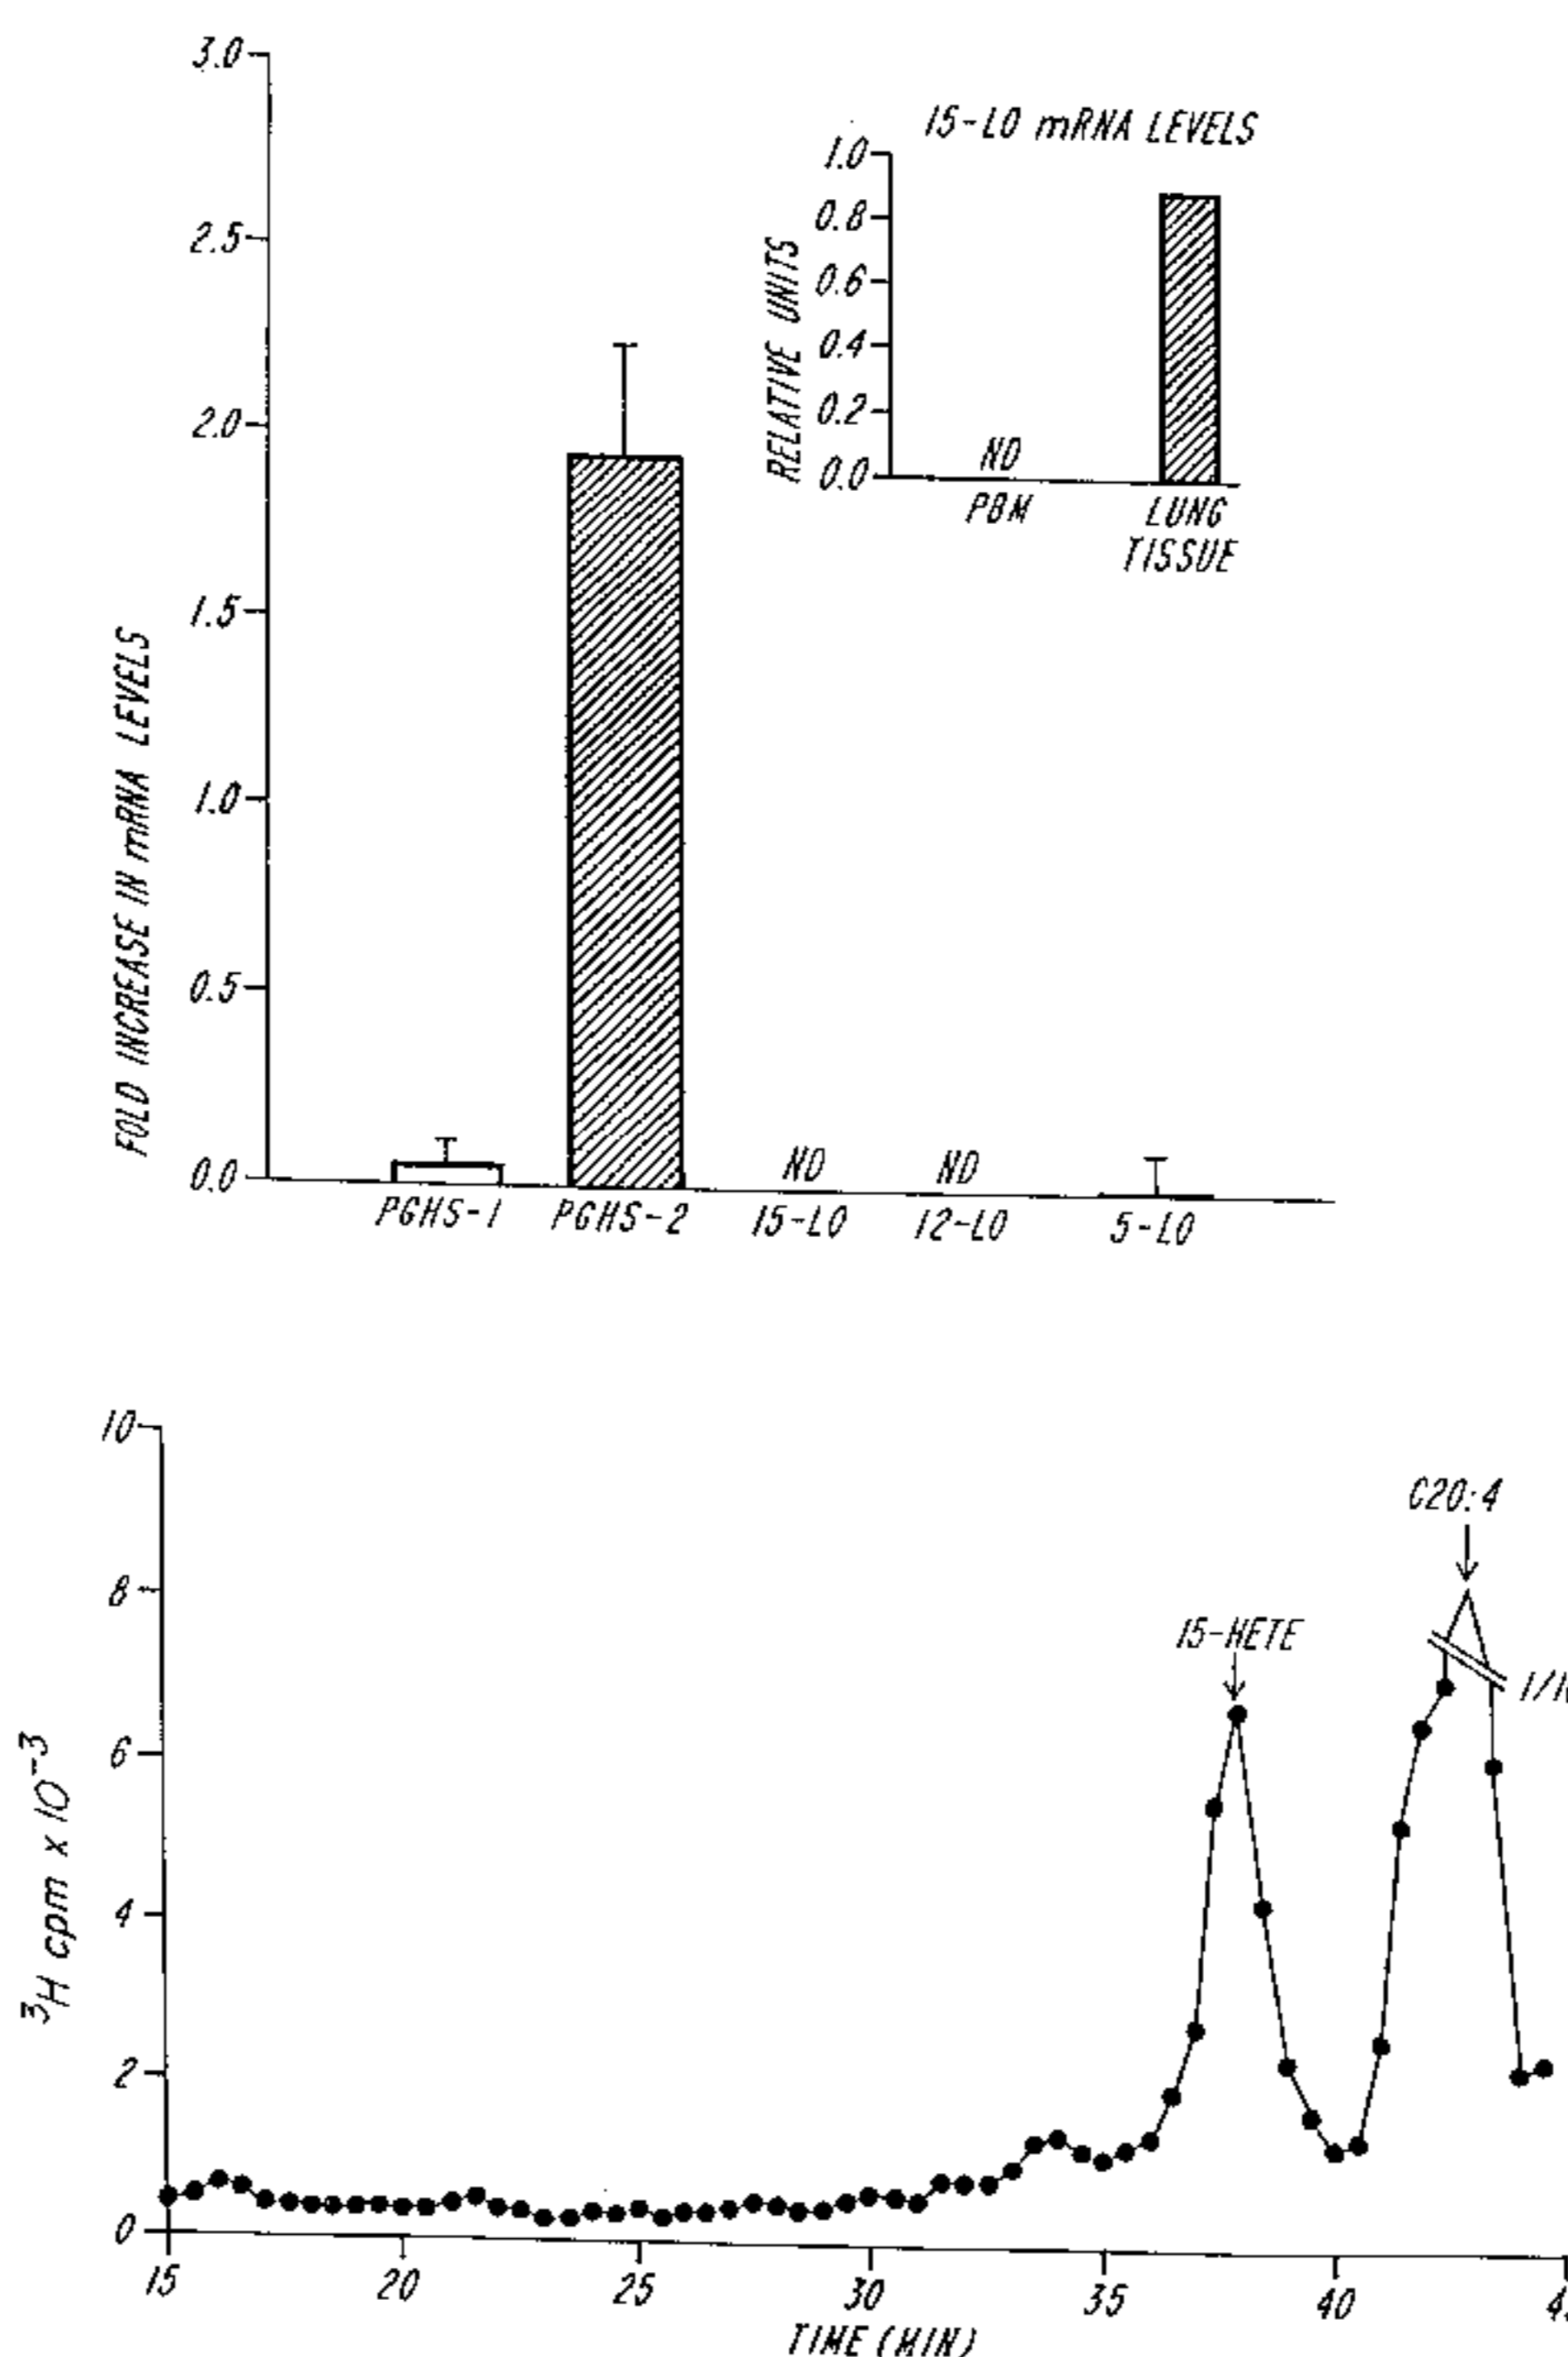 3.0
2.5
2.0
1.5
1.0
0.5
0.0
FOLD INCREASE IN mRNA LEVELS
PGHS-1
PGHS-2
ND
15-LO
ND
12-LO
5-LO
15-LO mRNA LEVELS
1.0
0.8
0.6
0.4
0.2
0.0
RELATIVE UNITS
ND
PBM
LUNG
TISSUE
10
8
6
4
2
0
³H cpm x 10⁻³
15-HETE
C20:4
15
20
25
30
35
40
TIME (MIN)